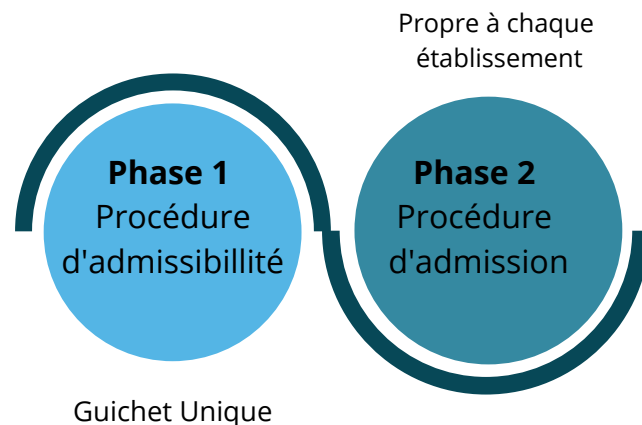 Propre à chaque
établissement
Phase 1
Procédure
d'admissibillité
Phase 2
Procédure
d'admission
Guichet Unique